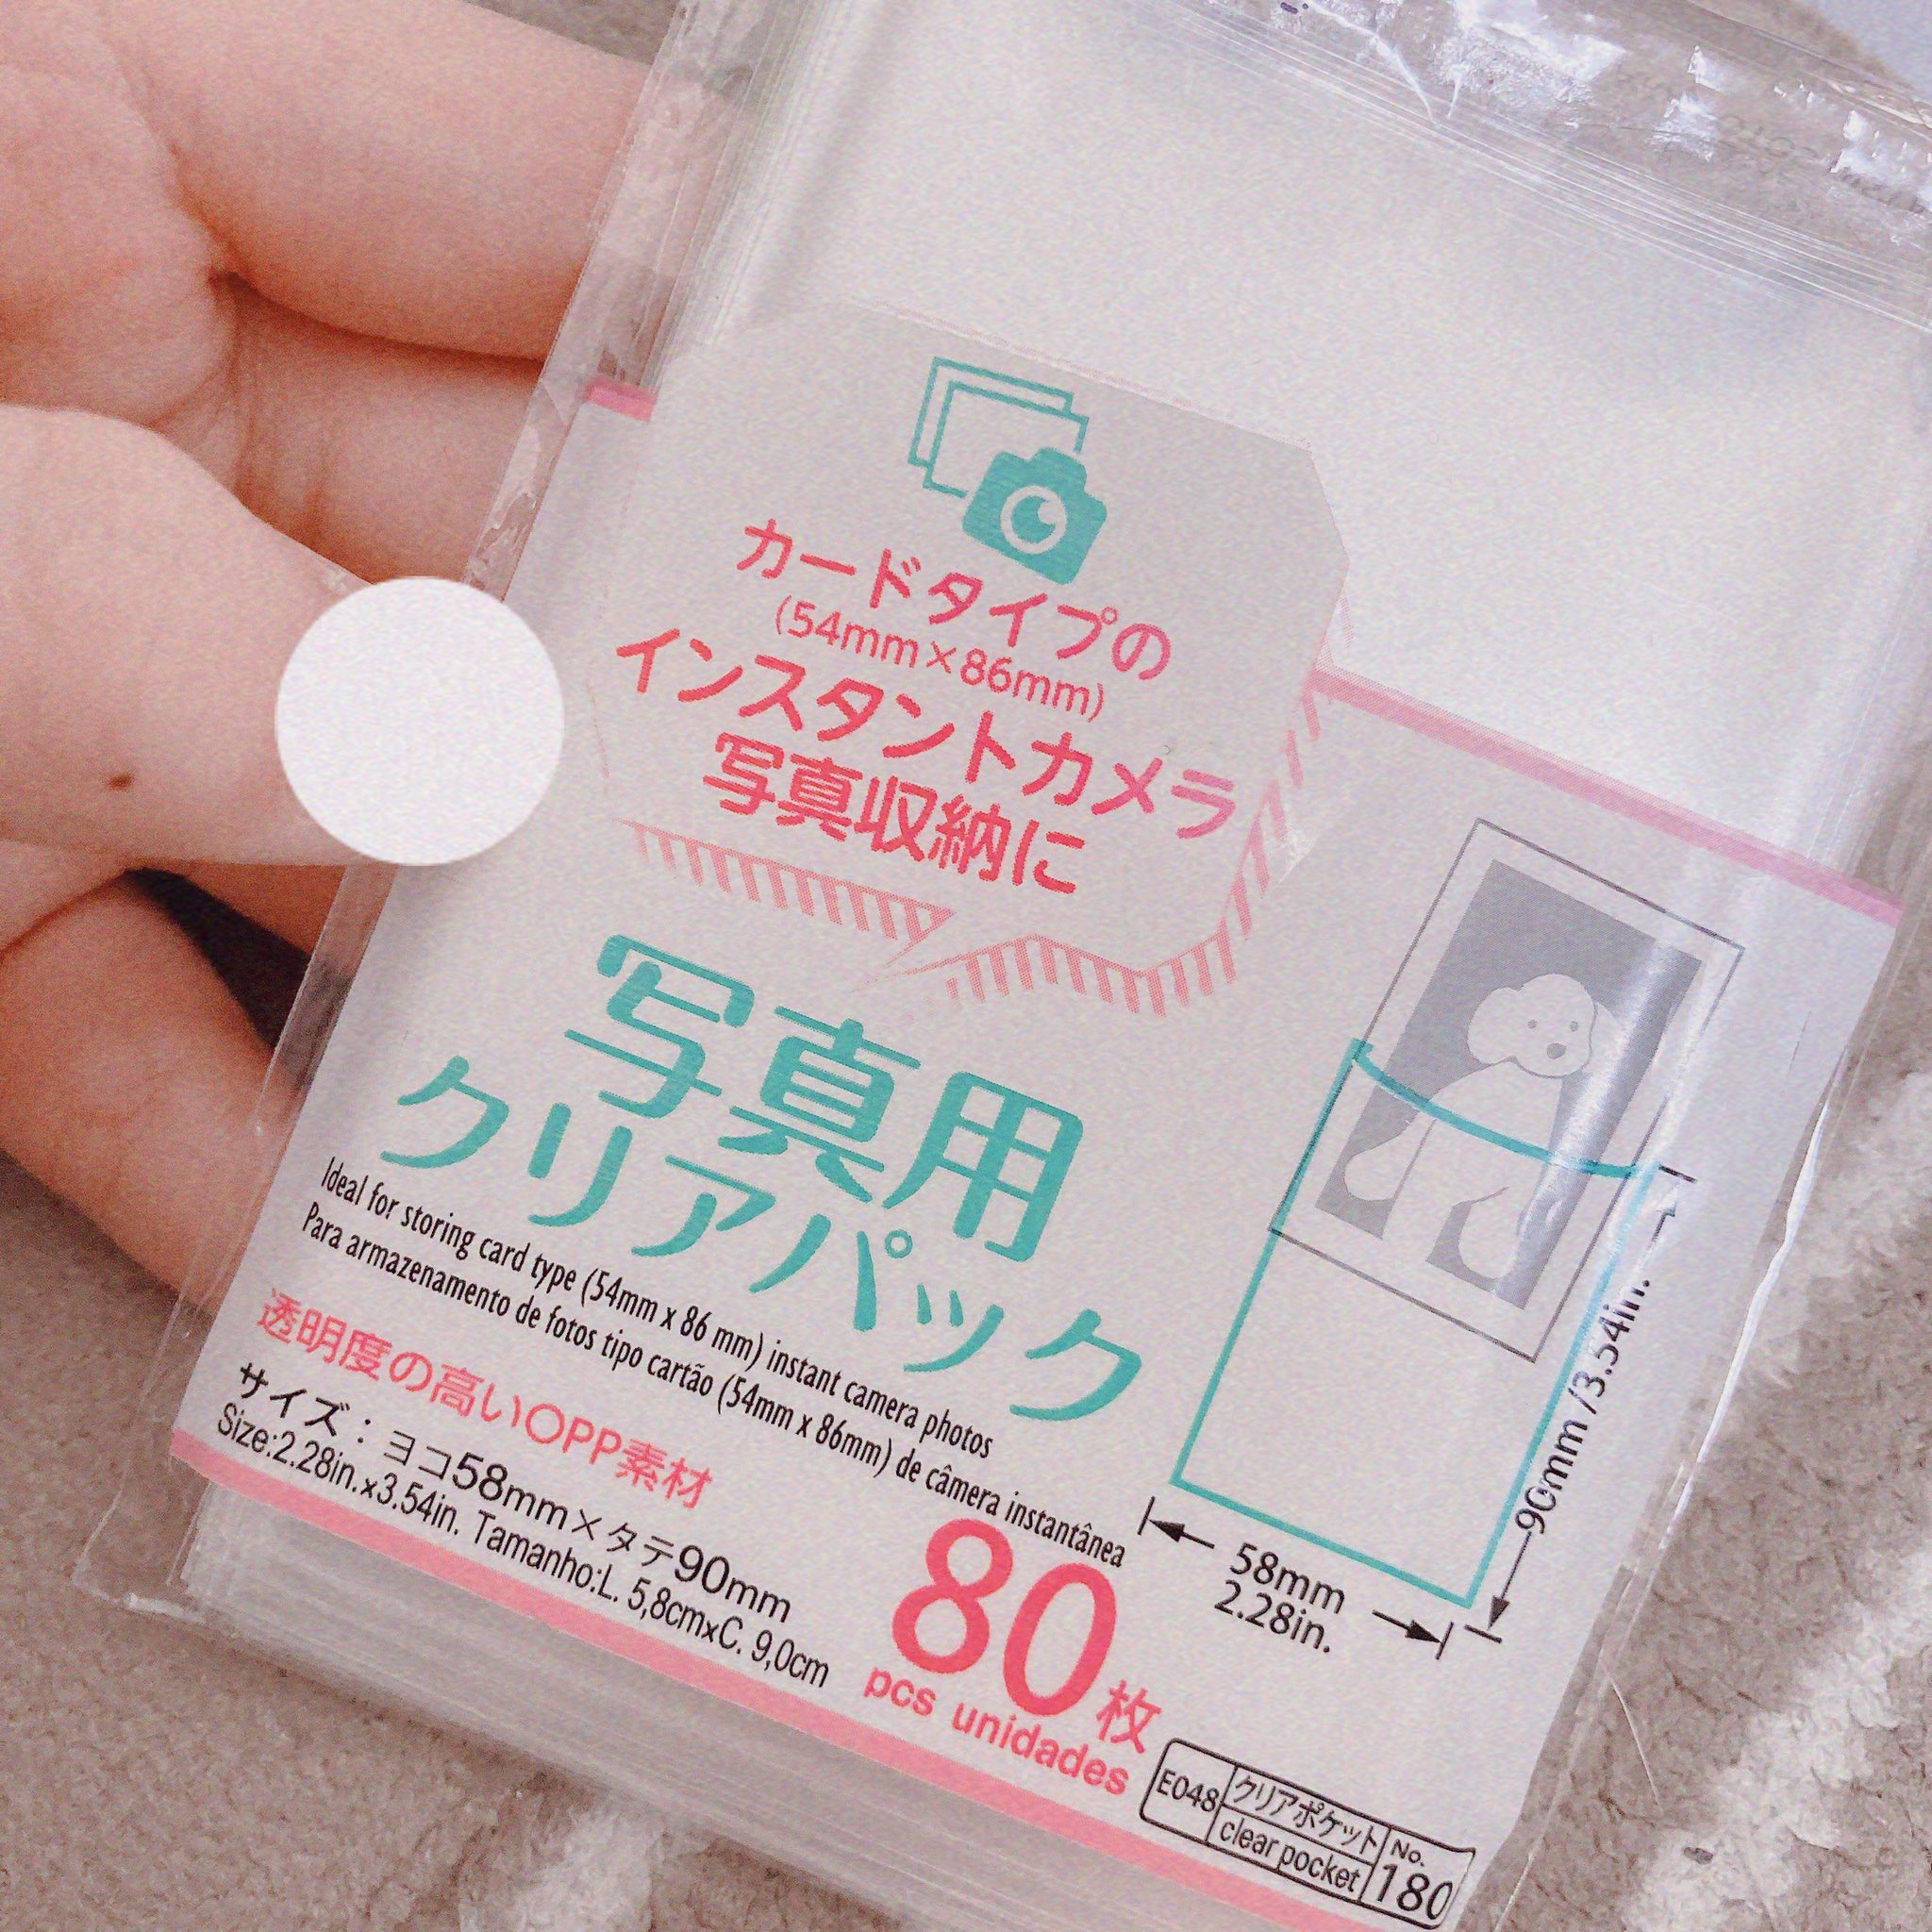 カードタイプの
(54mm×86mm)
インスタントカメラ
写真収納に
写真用
クリアパック
Ideal for storing card type (54mm x 86 mm) instant camera photos
Para armazenamento de fotos tipo cartão (54mm x 86mm) de câmera instantânea
透明度の高いOPP素材
サイズ：ヨコ58mm×タテ90mm
Size:2.28in.x3.54in. Tamanho:L. 5,8cmxC. 9,0cm
80枚
pcs unidades
90mm /3.54in.
58mm
2.28in.
E048
クリアポケット
clear pocket
No.
180